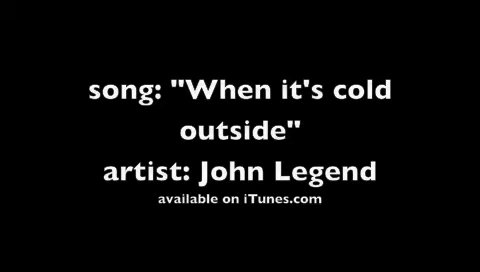 song: "When it's cold
outside"
artist: John Legend
available on iTunes.com